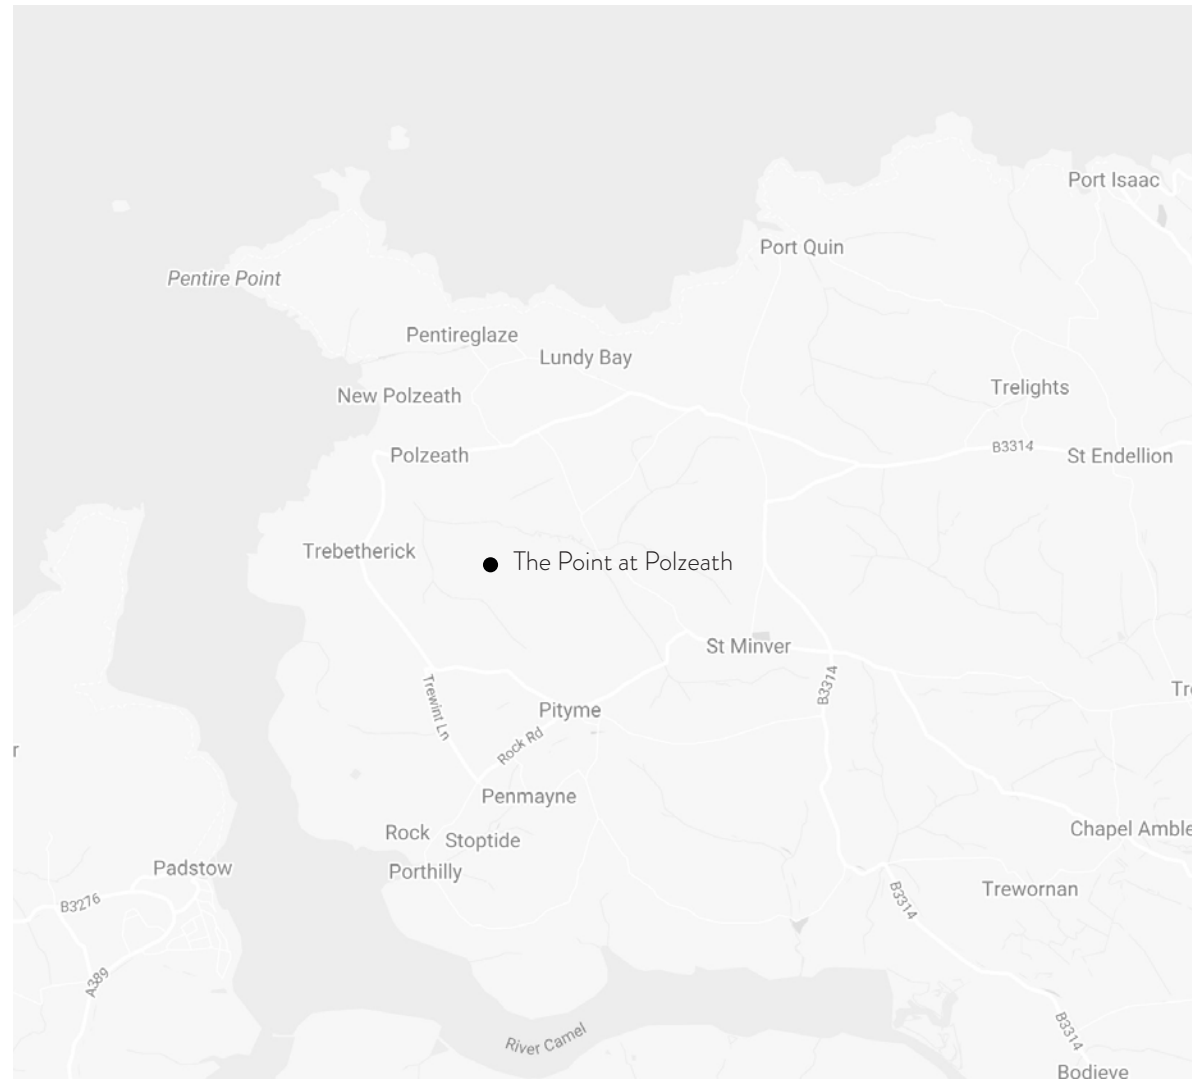 Port Isaac
Port Quin
Pentire Point
Pentireglaze
Lundy Bay
Trelights
New Polzeath
B3314
Polzeath
St Endellion
Trebetherick
The Point at Polzeath
St Minver
B3314
Trewint Ln
Pityme
Rock Rd
Penmayne
Rock
Stoptide
Chapel Amble
Padstow
Porthilly
Trewornan
B3276
B3314
A389
River Camel
B3314
Bodieve